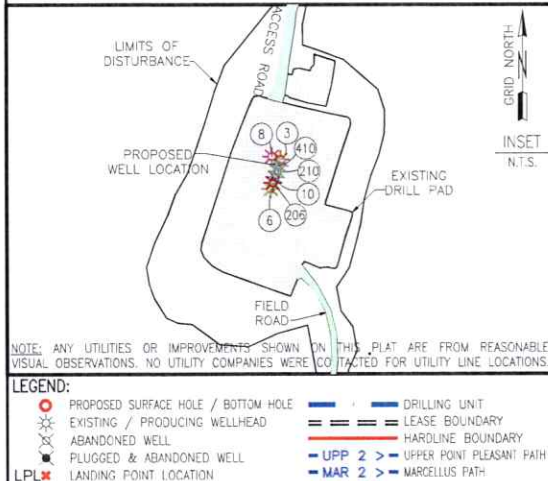 LIMITS OF
DISTURBANCE
ACCESS ROAD
GRID NORTH
N
INSET
N.T.S.
8
3
410
PROPOSED
WELL LOCATION
210
EXISTING
DRILL PAD
10
206
6
FIELD
ROAD
NOTE: ANY UTILITIES OR IMPROVEMENTS SHOWN ON THIS PLAT ARE FROM REASONABLE
VISUAL OBSERVATIONS. NO UTILITY COMPANIES WERE CONTACTED FOR UTILITY LINE LOCATIONS.
LEGEND:
PROPOSED SURFACE HOLE / BOTTOM HOLE
EXISTING / PRODUCING WELLHEAD
ABANDONED WELL
PLUGGED & ABANDONED WELL
LPL LANDING POINT LOCATION
DRILLING UNIT
LEASE BOUNDARY
HARDLINE BOUNDARY
UPP 2 > UPPER POINT PLEASANT PATH
MAR 2 > MARCELLUS PATH